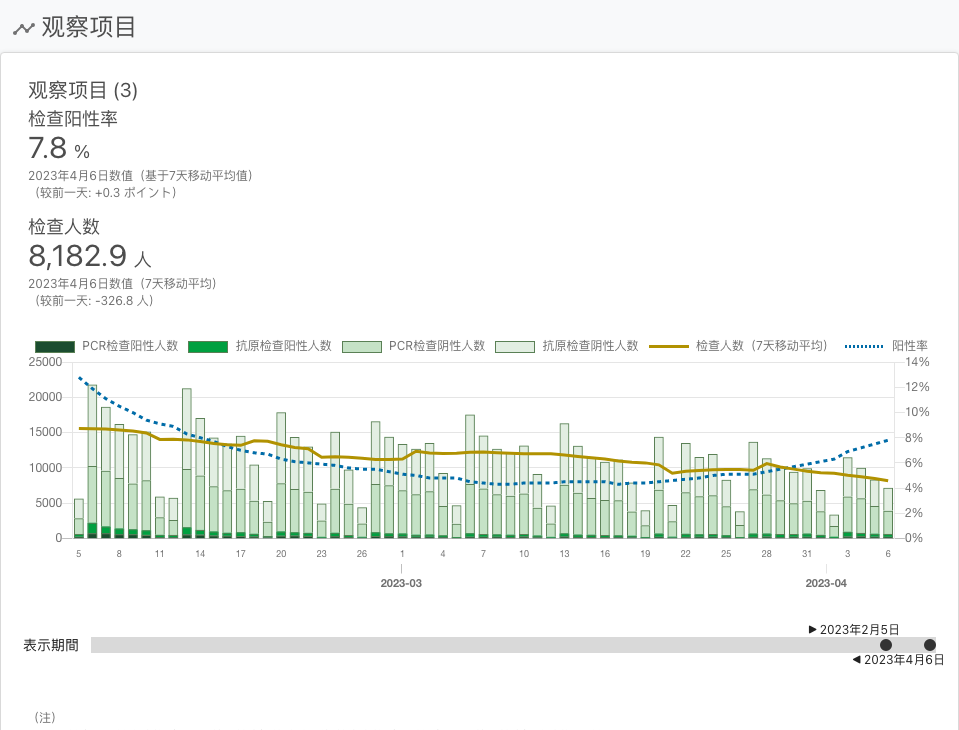 观察项目
观察项目 (3)
检查阳性率
7.8 %
2023年4月6日数值（基于7天移动平均值）
（较前一天: +0.3 ポイント）
检查人数
8,182.9 人
2023年4月6日数值（7天移动平均）
（较前一天: -326.8 人）
PCR检查阳性人数 抗原检查阳性人数 PCR检查阴性人数 抗原检查阴性人数 检查人数（7天移动平均） 阳性率
25000 14%
12%
20000
10%
15000
8%
10000 6%
4%
5000
2%
0 0%
5 8 11 14 17 20 23 26 1 4 7 10 13 16 19 22 25 28 31 3 6
2023-03 2023-04
▶ 2023年2月5日
表示期間
◀ 2023年4月6日
（注）